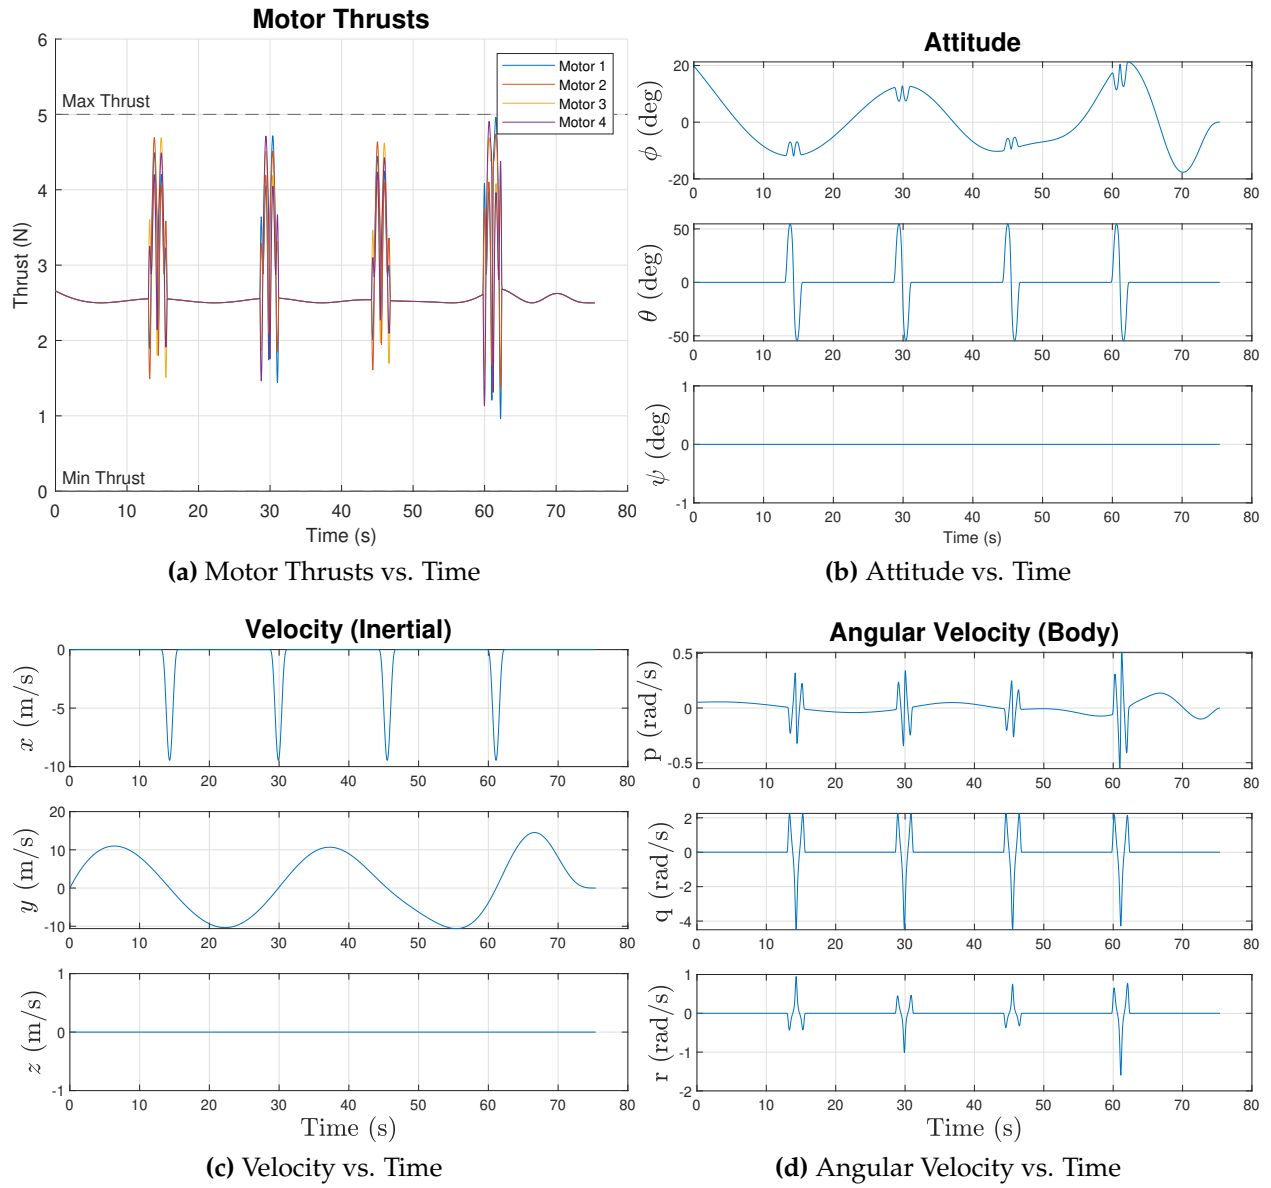 Motor Thrusts
6
5
4
3
2
1
0
Thrust (N)
Max Thrust
Min Thrust
Motor 1
Motor 2
Motor 3
Motor 4
0 10 20 30 40 50 60 70 80
Time (s)
(a) Motor Thrusts vs. Time
Attitude
20
0
-20
ϕ (deg)
0 10 20 30 40 50 60 70 80
50
0
-50
θ (deg)
0 10 20 30 40 50 60 70 80
1
0
-1
ψ (deg)
0 10 20 30 40 50 60 70 80
Time (s)
(b) Attitude vs. Time
Velocity (Inertial)
0
-5
-10
x (m/s)
0 10 20 30 40 50 60 70 80
20
10
0
-10
y (m/s)
0 10 20 30 40 50 60 70 80
1
0
-1
z (m/s)
0 10 20 30 40 50 60 70 80
Time (s)
(c) Velocity vs. Time
Angular Velocity (Body)
0.5
0
-0.5
p (rad/s)
0 10 20 30 40 50 60 70 80
2
0
-2
-4
q (rad/s)
0 10 20 30 40 50 60 70 80
1
0
-1
-2
r (rad/s)
0 10 20 30 40 50 60 70 80
Time (s)
(d) Angular Velocity vs. Time